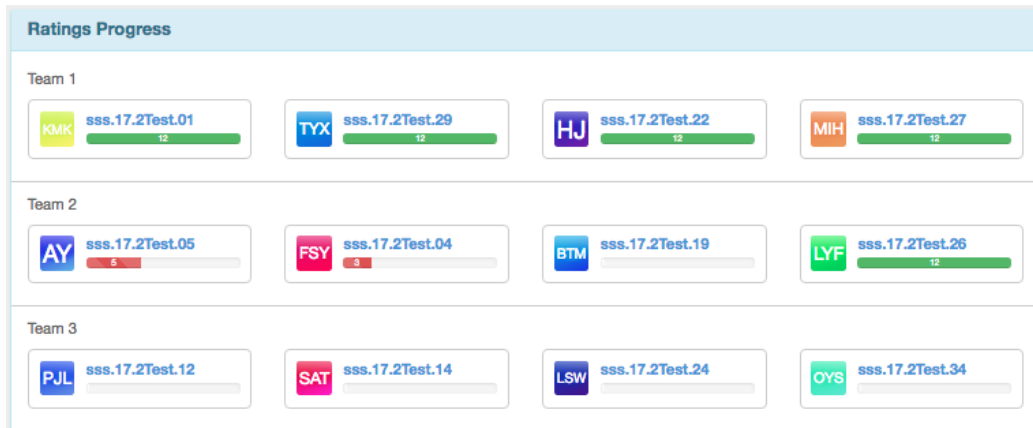 Ratings Progress
Team 1
KMK sss.17.2Test.01 TYX sss.17.2Test.29 HJ sss.17.2Test.22 MIH sss.17.2Test.27
12 12 12 12
Team 2
AY sss.17.2Test.05 FSY sss.17.2Test.04 BTM sss.17.2Test.19 LYF sss.17.2Test.26
5 3 12
Team 3
PJL sss.17.2Test.12 SAT sss.17.2Test.14 LSW sss.17.2Test.24 OYS sss.17.2Test.34